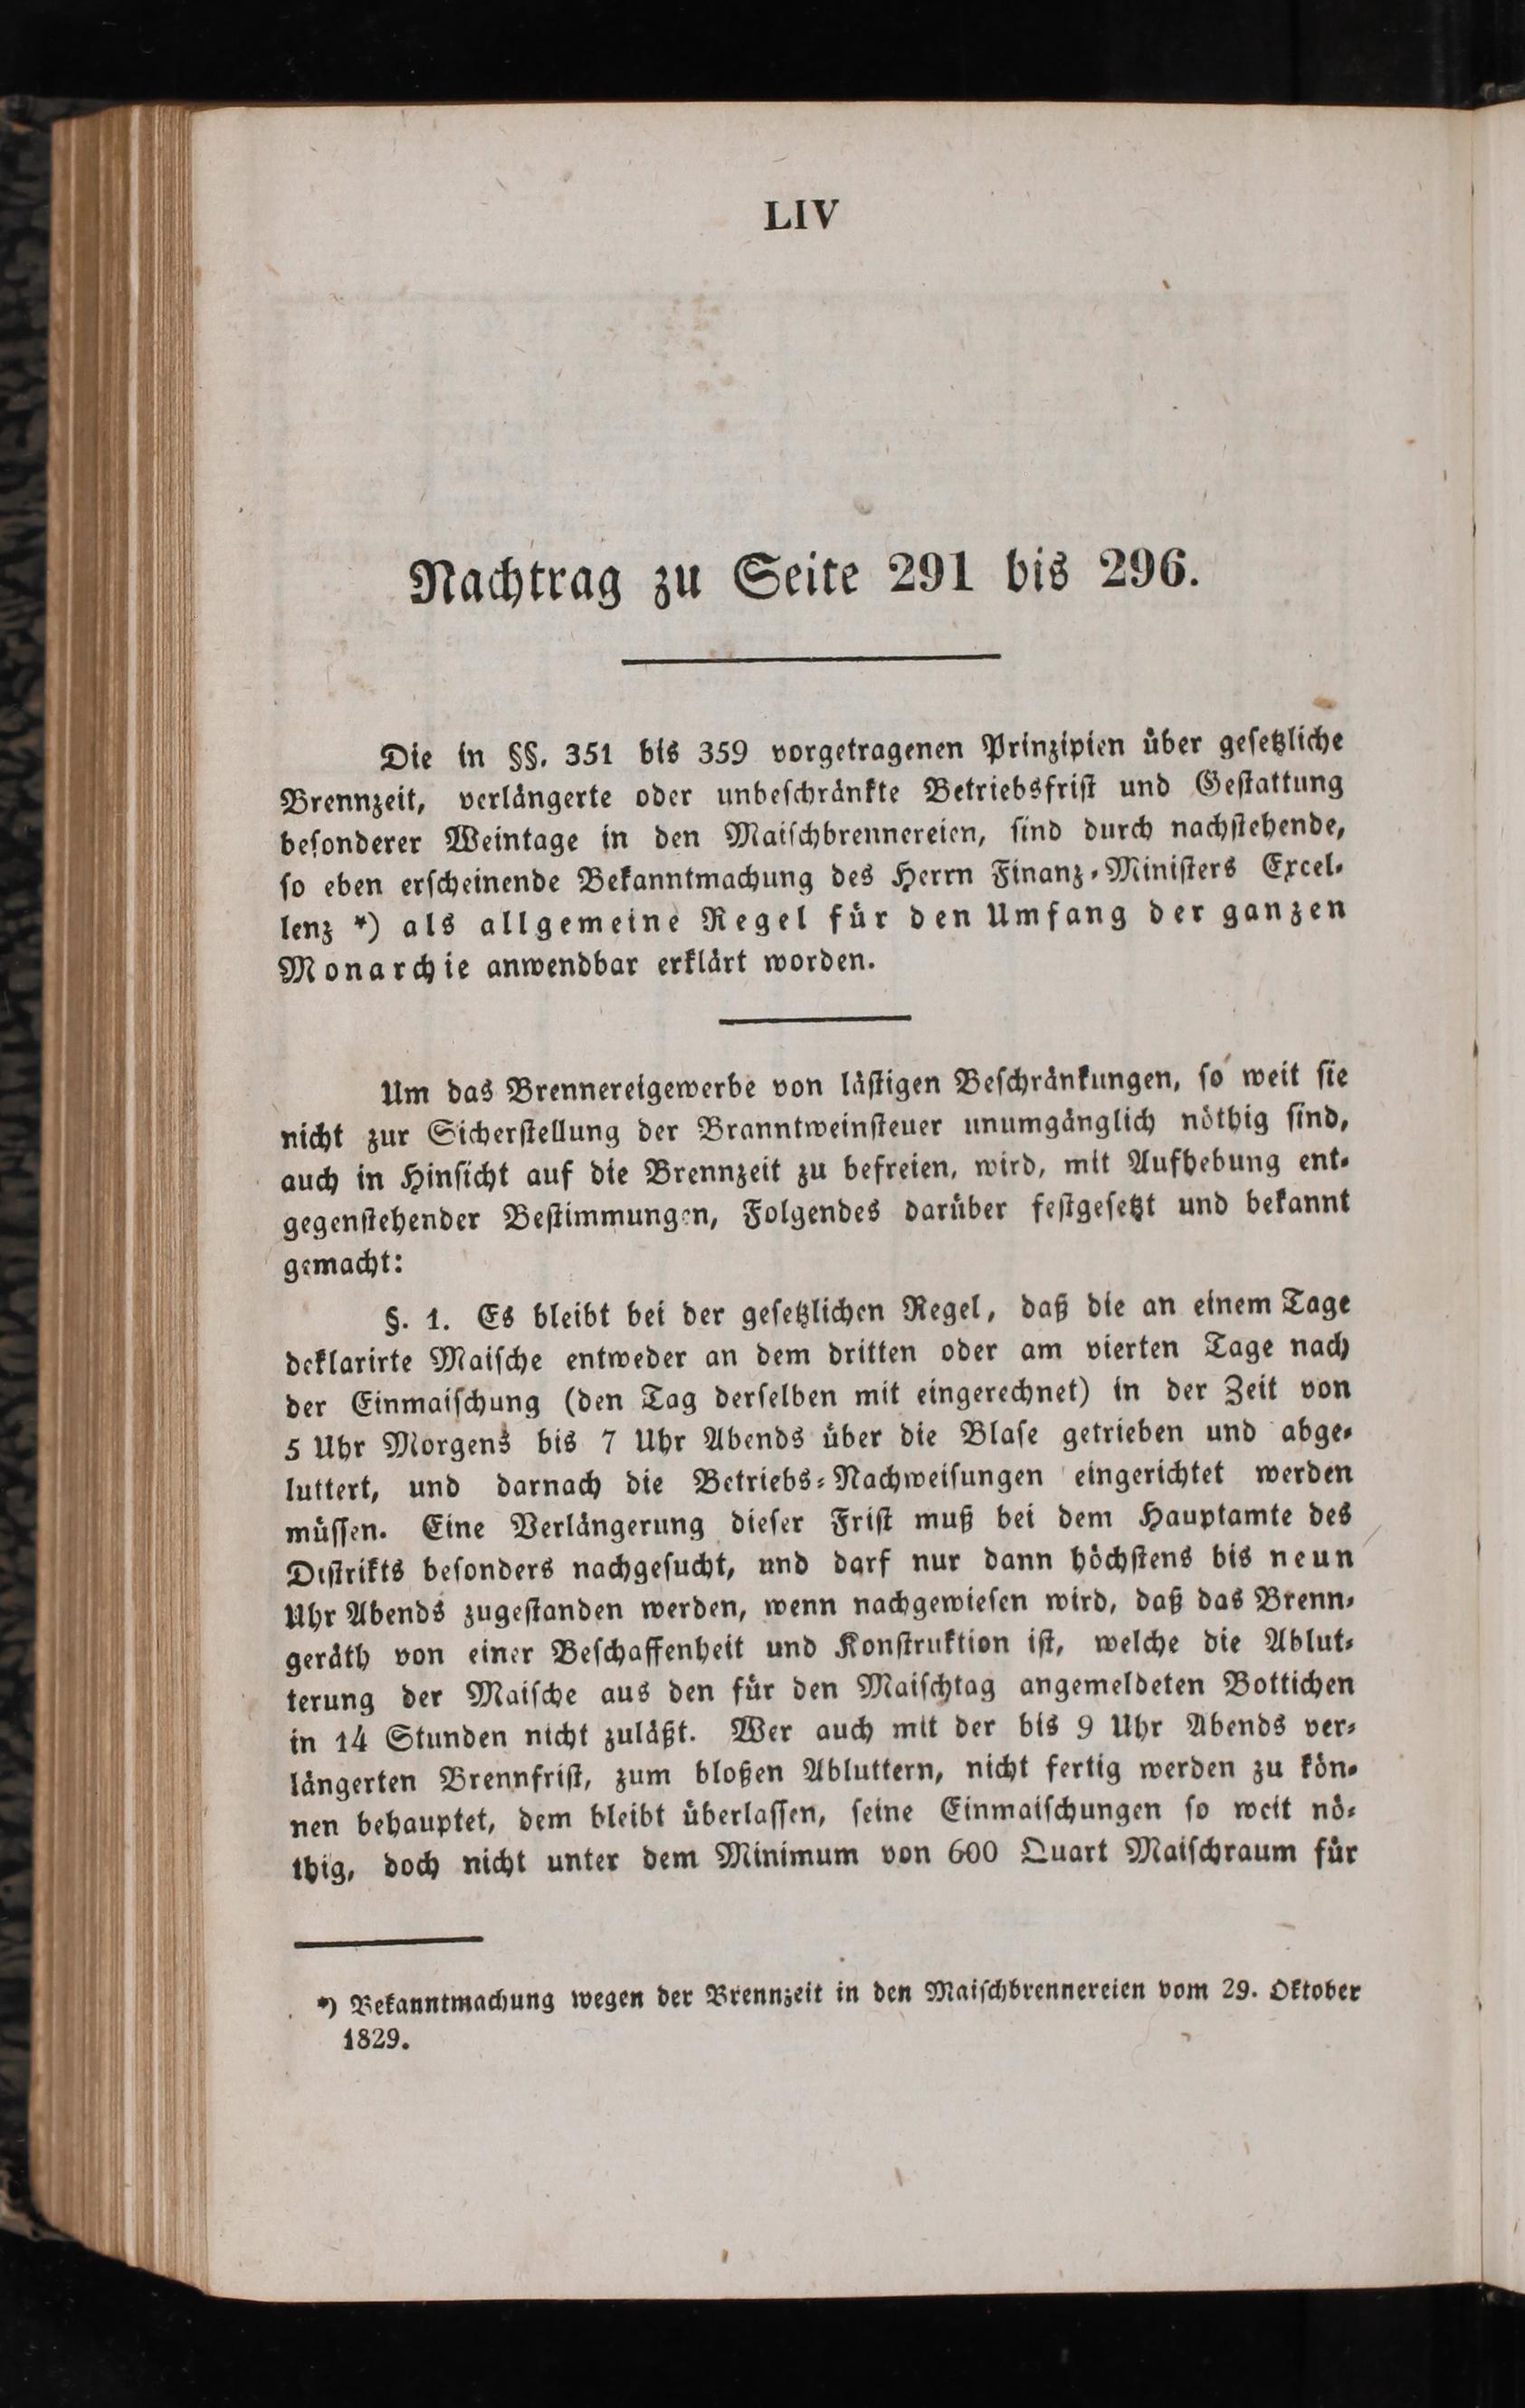 LIV
Nachtrag zu Seite 291 bis 296.
Die in §§. 351 bis 359 vorgetragenen Prinzipien über gesetzliche
Brennzeit, verlängerte oder unbeschränkte Betriebsfrist und Gestattung
besonderer Weintage in den Maischbrennereien, sind durch nachstehende,
so eben erscheinende Bekanntmachung des Herrn Finanz-Ministers Excel-
lenz *) als allgemeine Regel für den Umfang der ganzen
Monarchie anwendbar erklärt worden.
Um das Brennereigewerbe von lästigen Beschränkungen, so weit sie
nicht zur Sicherstellung der Branntweinsteuer unumgänglich nöthig sind,
auch in Hinsicht auf die Brennzeit zu befreien, wird, mit Aufhebung ent-
gegenstehender Bestimmungen, Folgendes darüber festgesetzt und bekannt
gemacht:
§. 1. Es bleibt bei der gesetzlichen Regel, daß die an einem Tage
deklarirte Maische entweder an dem dritten oder am vierten Tage nach
der Einmaischung (den Tag derselben mit eingerechnet) in der Zeit von
5 Uhr Morgens bis 7 Uhr Abends über die Blase getrieben und abge-
luttert, und darnach die Betriebs-Nachweisungen eingerichtet werden
müssen. Eine Verlängerung dieser Frist muß bei dem Hauptamte des
Distrikts besonders nachgesucht, und darf nur dann höchstens bis neun
Uhr Abends zugestanden werden, wenn nachgewiesen wird, daß das Brenn-
geräth von einer Beschaffenheit und Konstruktion ist, welche die Ablut-
terung der Maische aus den für den Maischtag angemeldeten Bottichen
in 14 Stunden nicht zuläßt. Wer auch mit der bis 9 Uhr Abends ver-
längerten Brennfrist, zum bloßen Abluttern, nicht fertig werden zu kön-
nen behauptet, dem bleibt überlassen, seine Einmaischungen so weit nö-
thig, doch nicht unter dem Minimum von 600 Quart Maischraum für
*) Bekanntmachung wegen der Brennzeit in den Maischbrennereien vom 29. Oktober
1829.